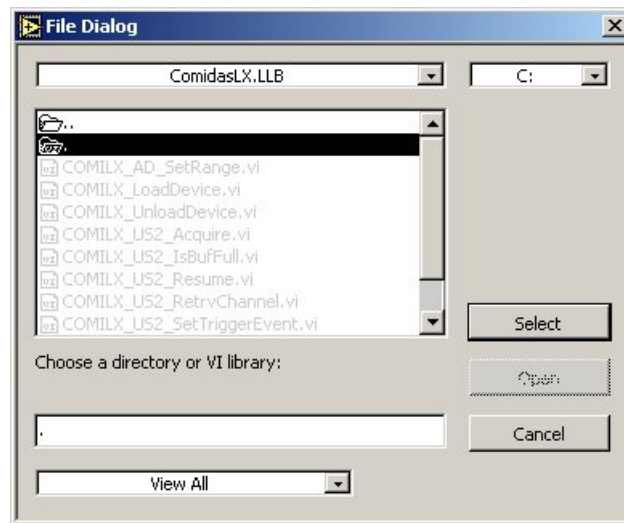 File Dialog
ComidasLX.LLB
C:
..
.
COMILX_AD_SetRange.vi
COMILX_LoadDevice.vi
COMILX_UnloadDevice.vi
COMILX_US2_Acquire.vi
COMILX_US2_IsBufFull.vi
COMILX_US2_Resume.vi
COMILX_US2_RetrvChannel.vi
COMILX_US2_SetTriggerEvent.vi
Select
Choose a directory or VI library:
Open
.
Cancel
View All